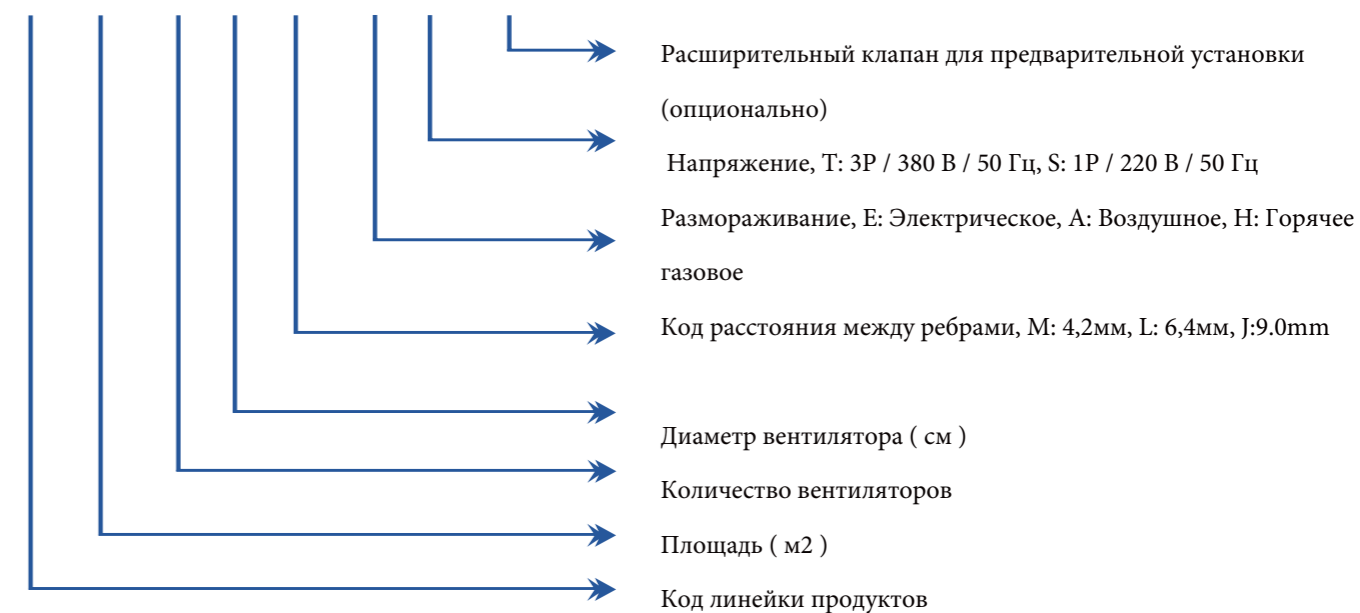 Расширительный клапан для предварительной установки
(опционально)
Напряжение, T: 3P / 380 В / 50 Гц, S: 1P / 220 В / 50 Гц
Размораживание, E: Электрическое, A: Воздушное, H: Горячее
газовое
Код расстояния между ребрами, M: 4,2мм, L: 6,4мм, J:9.0mm
Диаметр вентилятора ( см )
Количество вентиляторов
Площадь ( м2 )
Код линейки продуктов